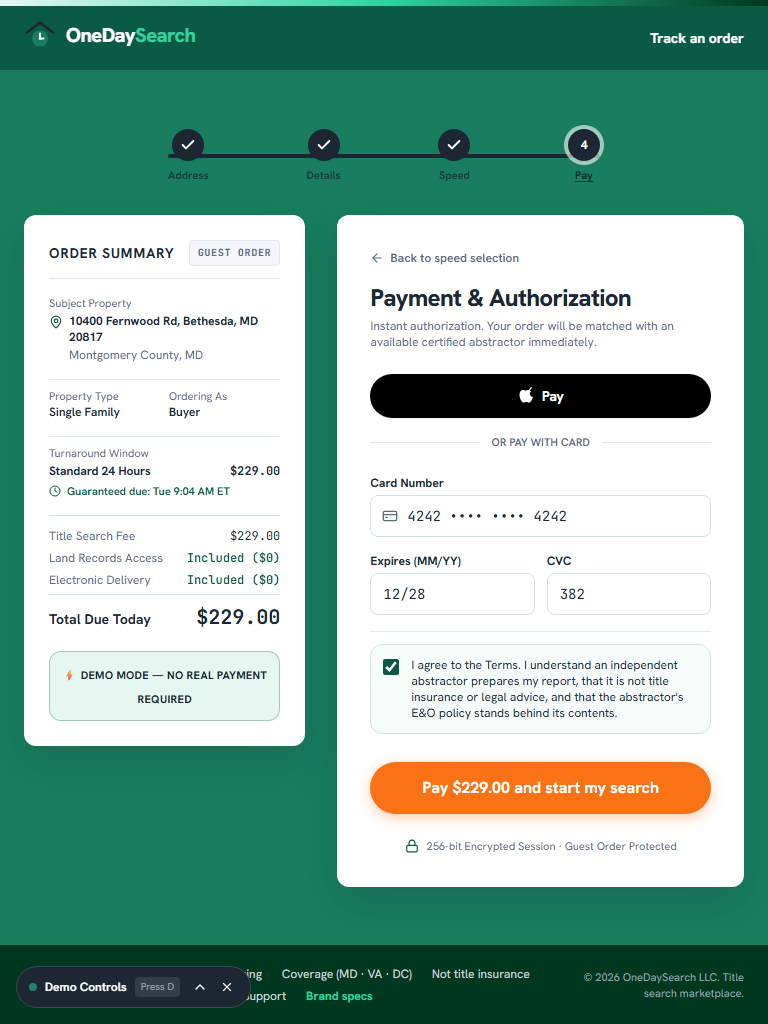 OneDaySearch
Track an order
4
Address
Details
Speed
Pay
ORDER SUMMARY
GUEST ORDER
Subject Property
10400 Fernwood Rd, Bethesda, MD
20817
Montgomery County, MD
Property Type
Ordering As
Single Family
Buyer
Turnaround Window
Standard 24 Hours
$229.00
Guaranteed due: Tue 9:04 AM ET
Title Search Fee
$229.00
Land Records Access
Included ($0)
Electronic Delivery
Included ($0)
Total Due Today
$229.00
DEMO MODE — NO REAL PAYMENT
REQUIRED
Back to speed selection
Payment & Authorization
Instant authorization. Your order will be matched with an
available certified abstractor immediately.
Pay
OR PAY WITH CARD
Card Number
4242 •••• •••• 4242
Expires (MM/YY)
CVC
12/28
382
I agree to the Terms. I understand an independent
abstractor prepares my report, that it is not title
insurance or legal advice, and that the abstractor's
E&O policy stands behind its contents.
Pay $229.00 and start my search
256-bit Encrypted Session · Guest Order Protected
Demo Controls
Press D
Coverage (MD · VA · DC)
Not title insurance
Brand specs
© 2026 OneDaySearch LLC. Title
search marketplace.